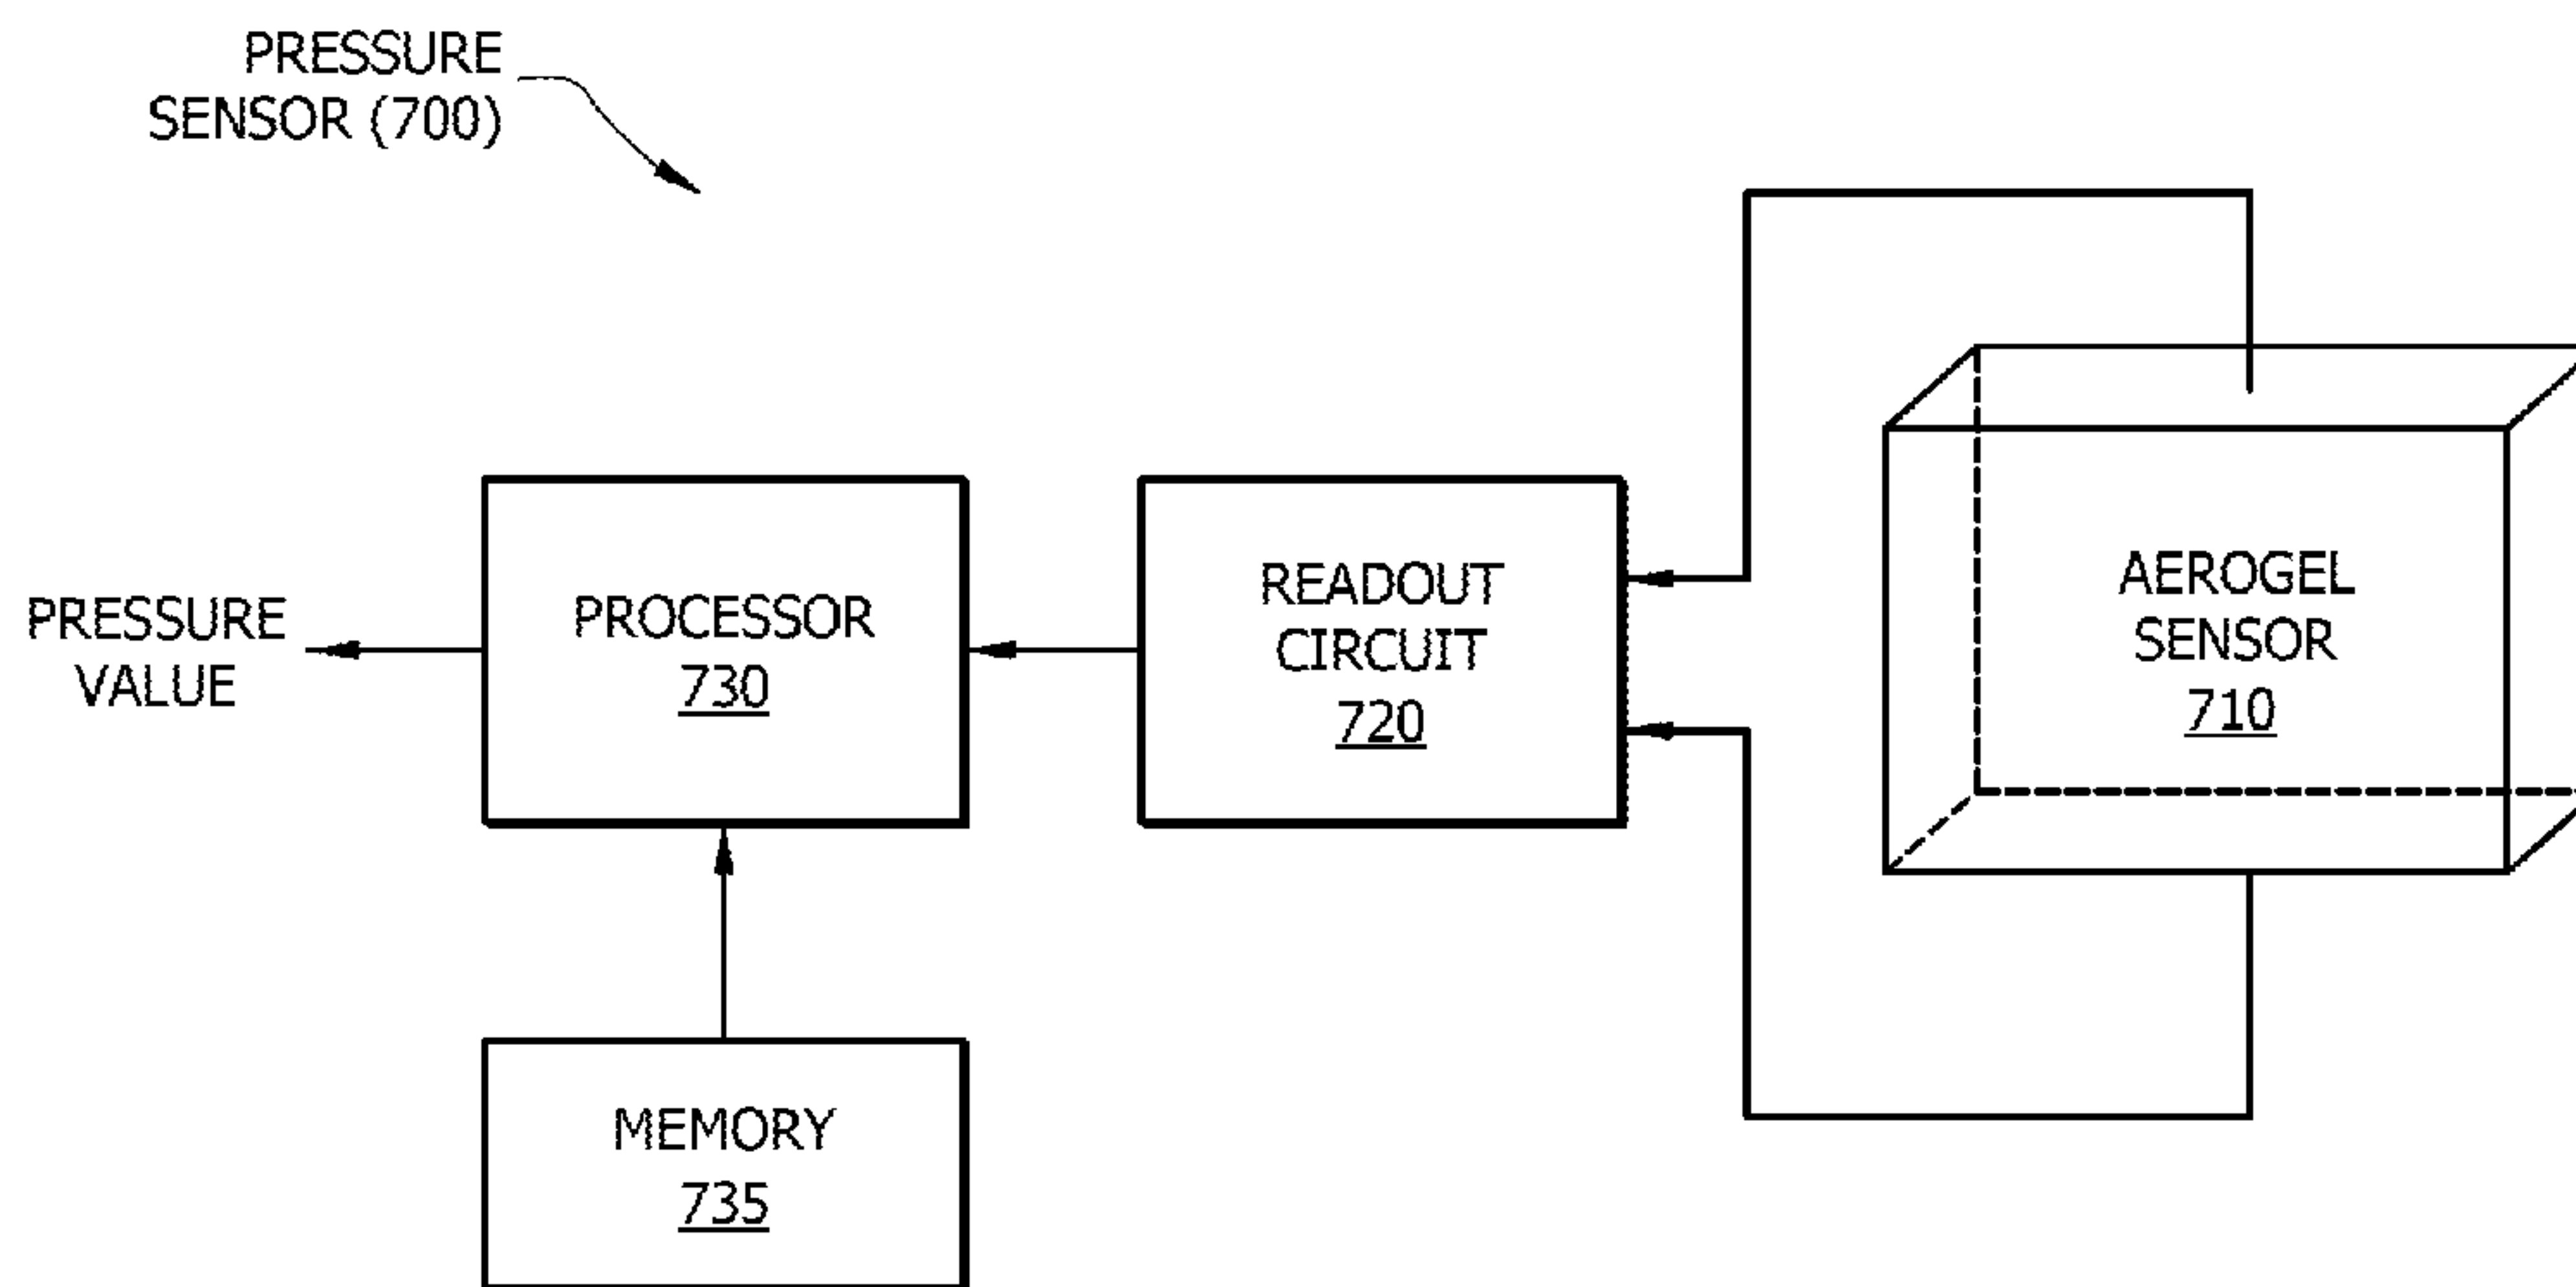 PRESSURE
SENSOR (700)
PRESSURE
VALUE
PROCESSOR
730
READOUT
CIRCUIT
720
AEROGEL
SENSOR
710
MEMORY
735